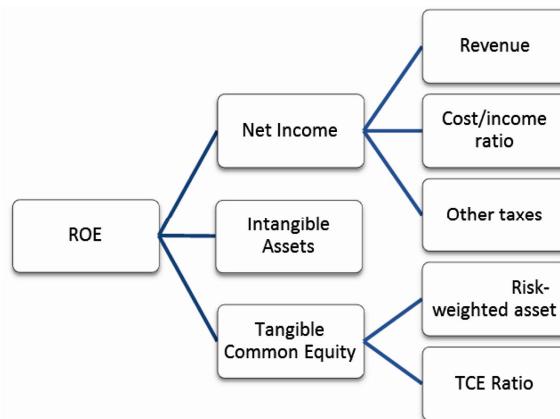 ROE
Net Income
Intangible
Assets
Tangible
Common Equity
Revenue
Cost/income
ratio
Other taxes
Risk-
weighted asset
TCE Ratio